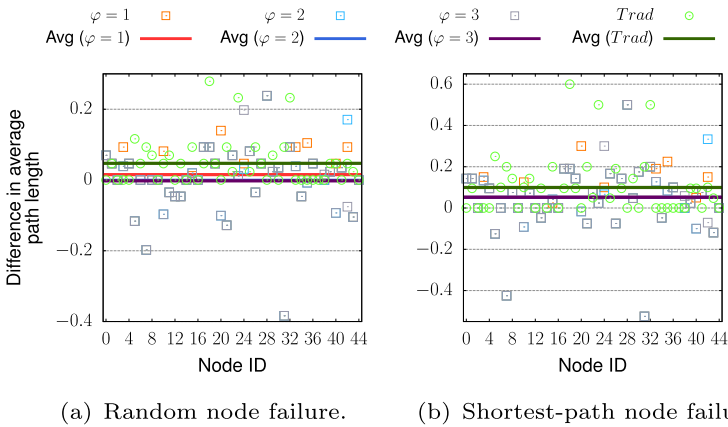 φ = 1 φ = 2 φ = 3 Trad
Avg (φ = 1) Avg (φ = 2) Avg (φ = 3) Avg (Trad)
Difference in average
path length
0.2
0
−0.2
−0.4
0 4 8 12 16 20 24 28 32 36 40 44
Node ID
0.6
0.4
0.2
0
−0.2
−0.4
0 4 8 12 16 20 24 28 32 36 40 44
Node ID
(a) Random node failure.
(b) Shortest-path node failu